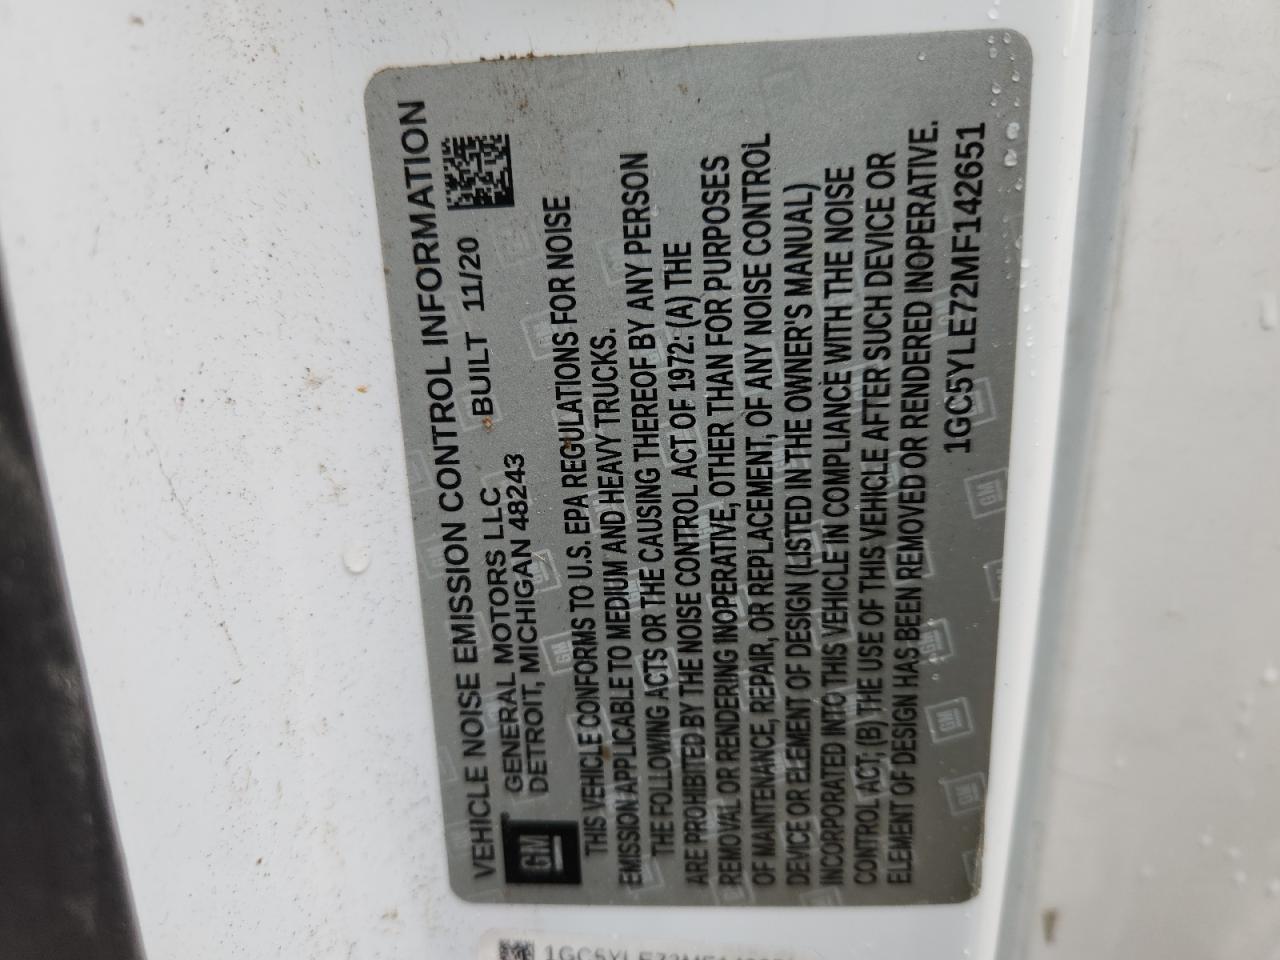 VEHICLE NOISE EMISSION CONTROL INFORMATION
GM
GENERAL MOTORS LLC BUILT 11/20
DETROIT, MICHIGAN 48243
THIS VEHICLE CONFORMS TO U.S. EPA REGULATIONS FOR NOISE
EMISSION APPLICABLE TO MEDIUM AND HEAVY TRUCKS.
THE FOLLOWING ACTS OR THE CAUSING THEREOF BY ANY PERSON
ARE PROHIBITED BY THE NOISE CONTROL ACT OF 1972: (A) THE
REMOVAL OR RENDERING INOPERATIVE, OTHER THAN FOR PURPOSES
OF MAINTENANCE, REPAIR, OR REPLACEMENT, OF ANY NOISE CONTROL
DEVICE OR ELEMENT OF DESIGN (LISTED IN THE OWNER'S MANUAL)
INCORPORATED INTO THIS VEHICLE IN COMPLIANCE WITH THE NOISE
CONTROL ACT; (B) THE USE OF THIS VEHICLE AFTER SUCH DEVICE OR
ELEMENT OF DESIGN HAS BEEN REMOVED OR RENDERED INOPERATIVE.
1GC5YLE72MF142651